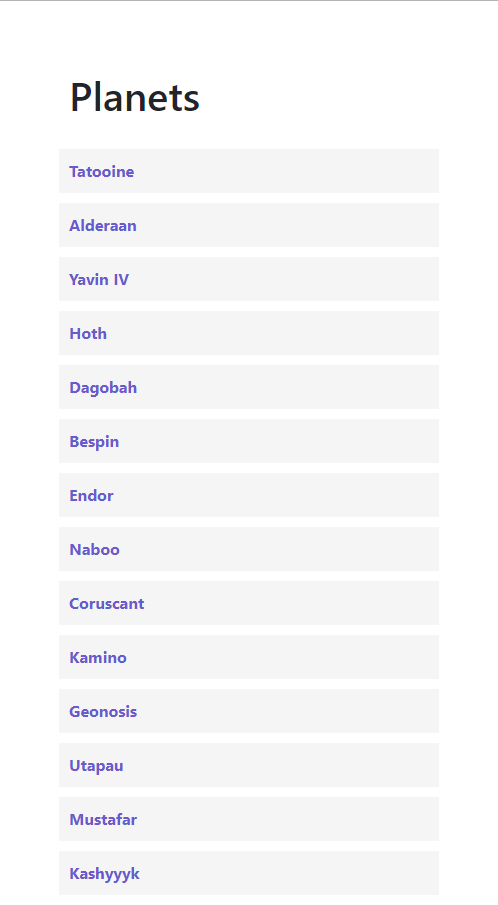 Planets
Tatooine
Alderaan
Yavin IV
Hoth
Dagobah
Bespin
Endor
Naboo
Coruscant
Kamino
Geonosis
Utapau
Mustafar
Kashyyyk